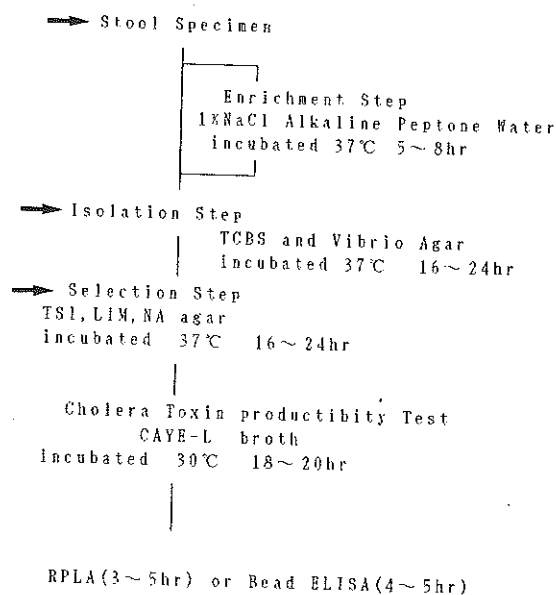 Stool Specimen
Enrichment Step
1%NaCl Alkaline Peptone Water
incubated 37℃ 5~8hr
Isolation Step
TCBS and Vibrio Agar
incubated 37℃ 16~24hr
Selection Step
TSI, LIM, NA agar
incubated 37℃ 16~24hr
Cholera Toxin productibity Test
CAYE-L broth
Incubated 30℃ 18~20hr
RPLA(3~5hr) or Bead ELISA(4~5hr)